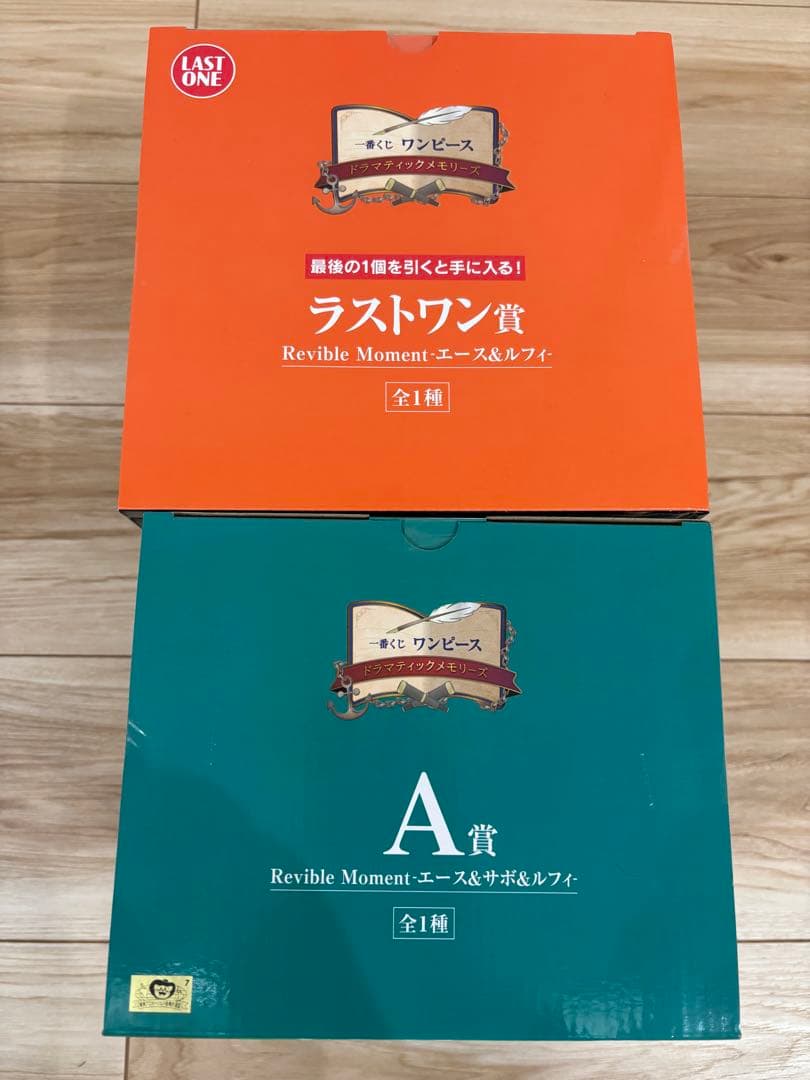 LAST
ONE
一番くじ ワンピース
ドラマティックメモリーズ
最後の1個を引くと手に入る!
ラストワン賞
Revible Moment-エース&ルフィ-
全1種
一番くじ ワンピース
ドラマティックメモリーズ
A賞
Revible Moment-エース&サボ&ルフィ-
全1種
7